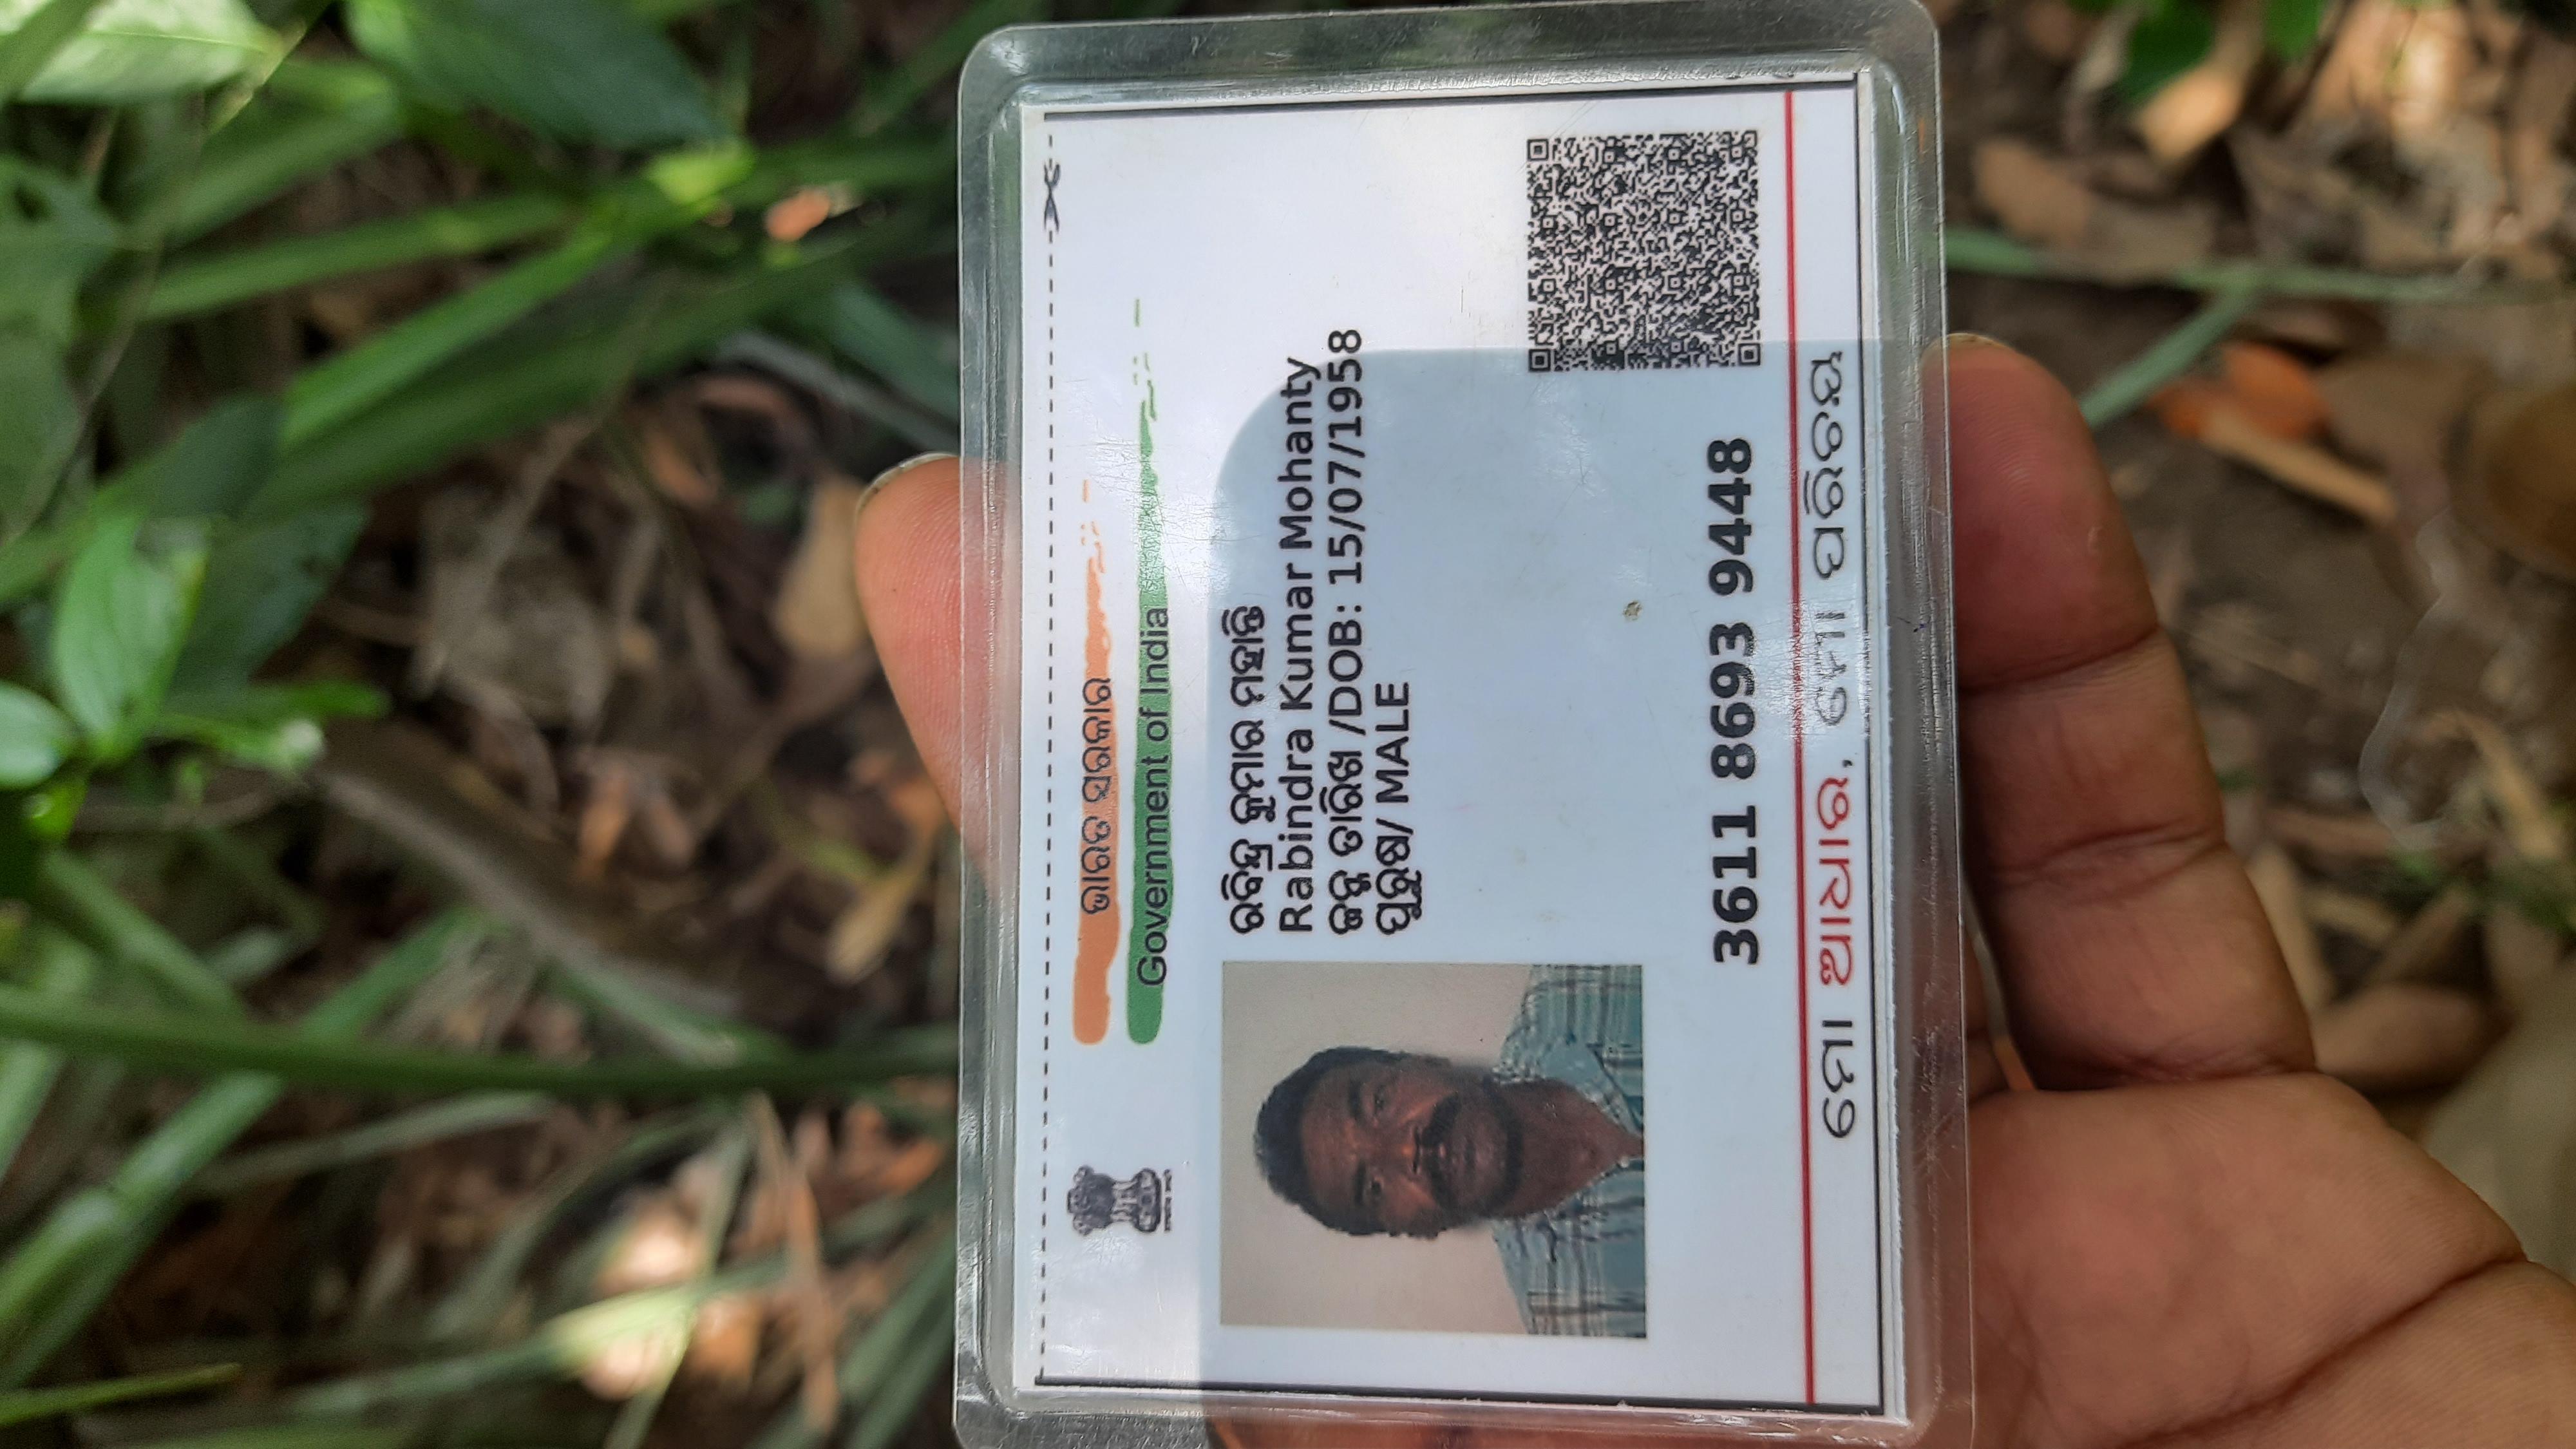 ଭାରତ ସରକାର
Government of India
ରବିନ୍ଦ୍ର କୁମାର ମହାନ୍ତି
Rabindra Kumar Mohanty
ଜନ୍ମ ତାରିଖ /DOB: 15/07/1958
ପୁରୁଷ/ MALE
3611 8693 9448
ମୋ ଆଧାର, ମୋ ପରିଚୟ